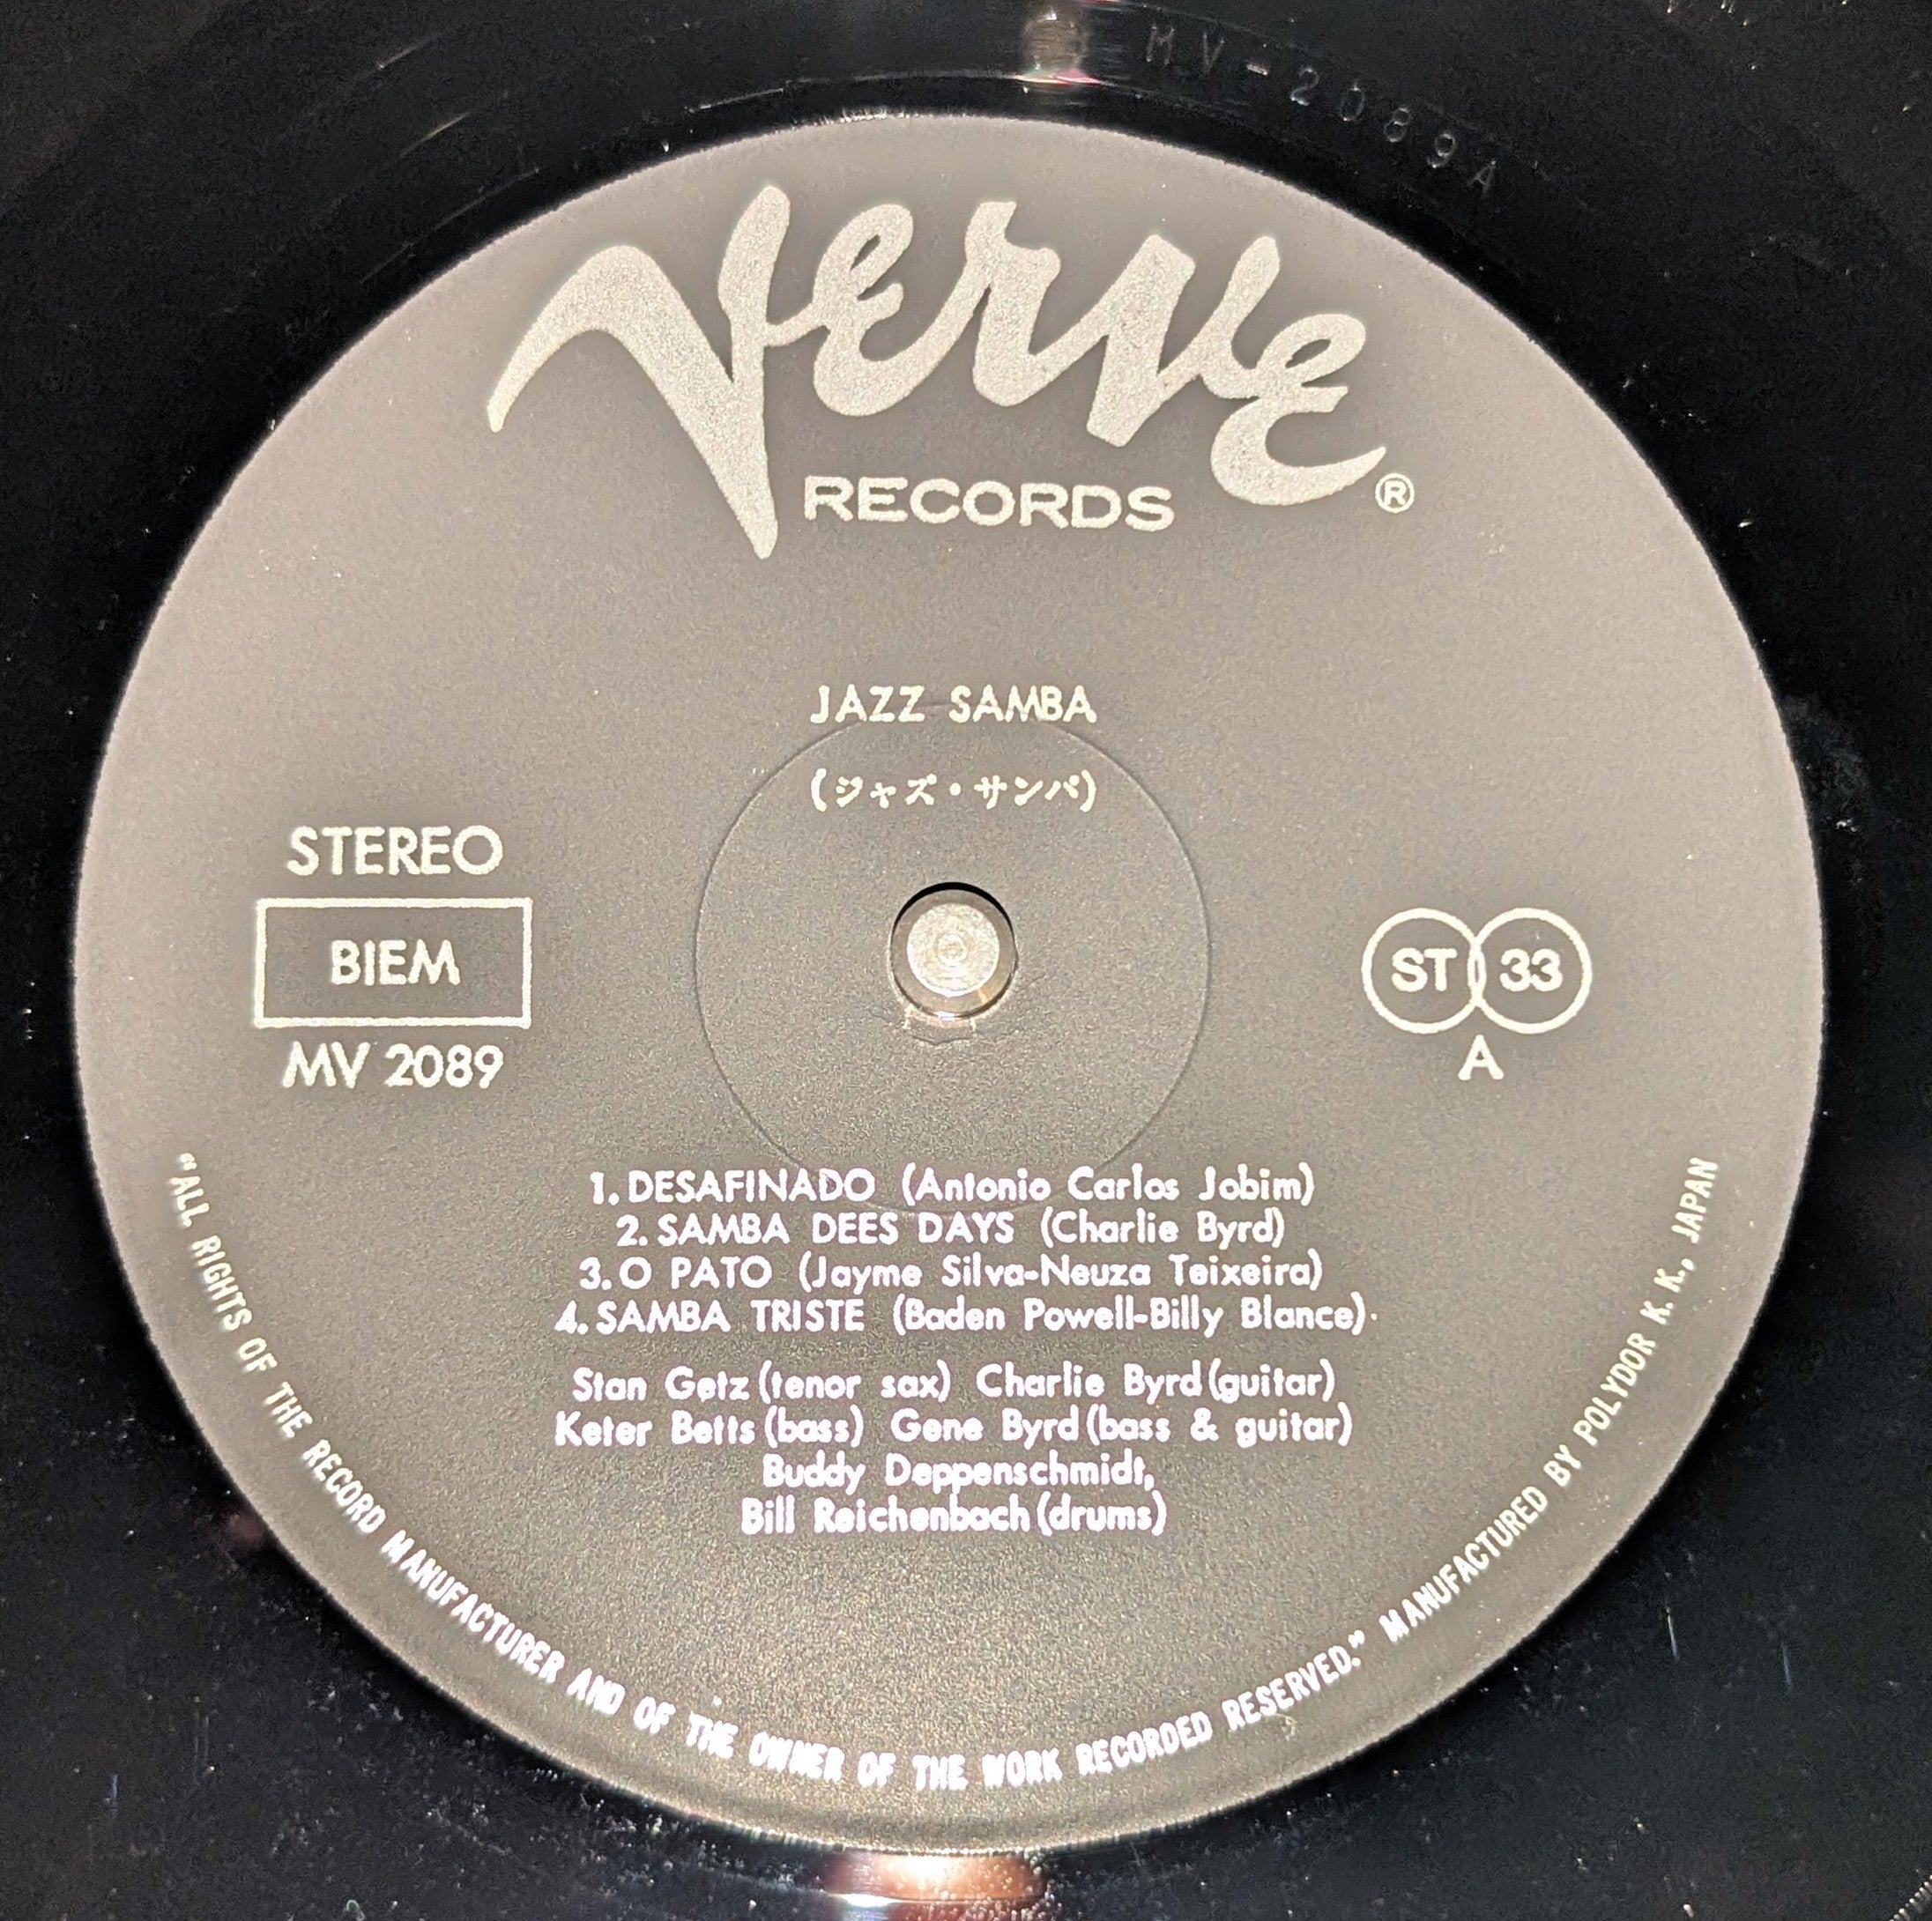 MV-2089A
Verve
RECORDS ®
JAZZ SAMBA
(ジャズ・サンバ)
STEREO
BIEM
MV 2089
ST 33
A
1. DESAFINADO (Antonio Carlos Jobim)
2. SAMBA DEES DAYS (Charlie Byrd)
3. O PATO (Jayme Silva-Neuza Teixeira)
4. SAMBA TRISTE (Baden Powell-Billy Blance)
Stan Getz (tenor sax) Charlie Byrd (guitar)
Keter Betts (bass) Gene Byrd (bass & guitar)
Buddy Deppenschmidt,
Bill Reichenbach (drums)
"ALL RIGHTS OF THE RECORD MANUFACTURER AND OF THE OWNER OF THE WORK RECORDED RESERVED." MANUFACTURED BY POLYDOR K. K., JAPAN